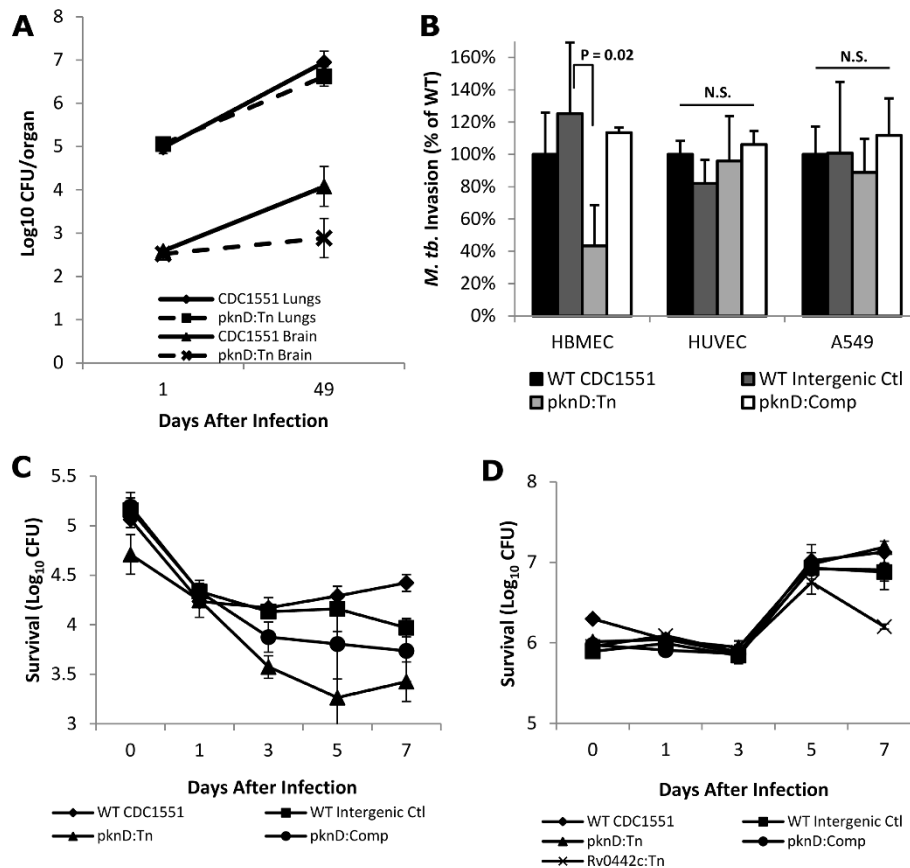 A
8
7
6
5
4
3
2
1
0
Log10 CFU/organ
CDC1551 Lungs
pknD:Tn Lungs
CDC1551 Brain
pknD:Tn Brain
1 49
Days After Infection
B
160%
140%
120%
100%
80%
60%
40%
20%
0%
M. tb. Invasion (% of WT)
P = 0.02
N.S.
N.S.
HBMEC HUVEC A549
WT CDC1551 WT Intergenic Ctl
pknD:Tn pknD:Comp
C
5.5
5
4.5
4
3.5
3
Survival (Log10 CFU)
0 1 3 5 7
Days After Infection
WT CDC1551 WT Intergenic Ctl
pknD:Tn pknD:Comp
D
8
7
6
5
Survival (Log10 CFU)
0 1 3 5 7
Days After Infection
WT CDC1551 WT Intergenic Ctl
pknD:Tn pknD:Comp
Rv0442c:Tn